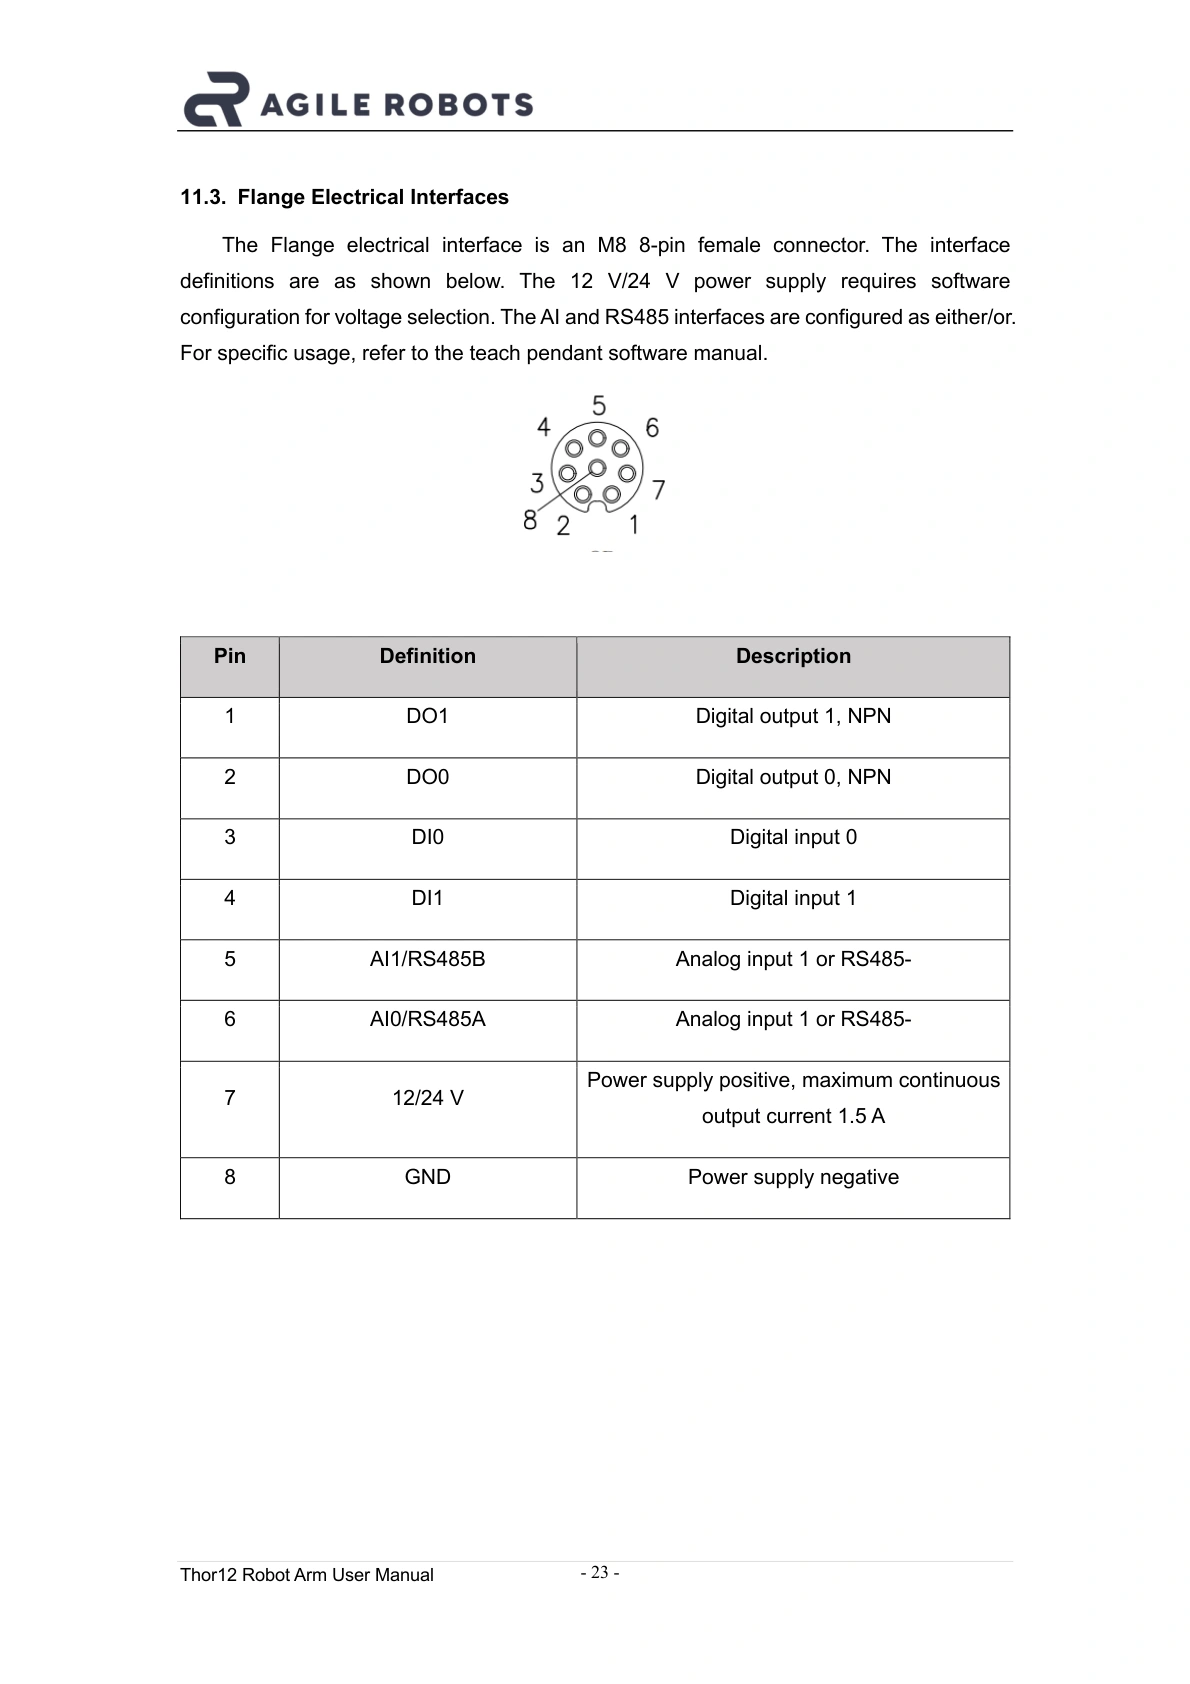 AGILE ROBOTS
11.3. Flange Electrical Interfaces
The Flange electrical interface is an M8 8-pin female connector. The interface
definitions are as shown below. The 12 V/24 V power supply requires software
configuration for voltage selection. The AI and RS485 interfaces are configured as either/or.
For specific usage, refer to the teach pendant software manual.
5
4 6
3 7
8 2 1
Pin Definition Description
1 DO1 Digital output 1, NPN
2 DO0 Digital output 0, NPN
3 DI0 Digital input 0
4 DI1 Digital input 1
5 AI1/RS485B Analog input 1 or RS485-
6 AI0/RS485A Analog input 1 or RS485-
7 12/24 V Power supply positive, maximum continuous
output current 1.5 A
8 GND Power supply negative
Thor12 Robot Arm User Manual - 23 -